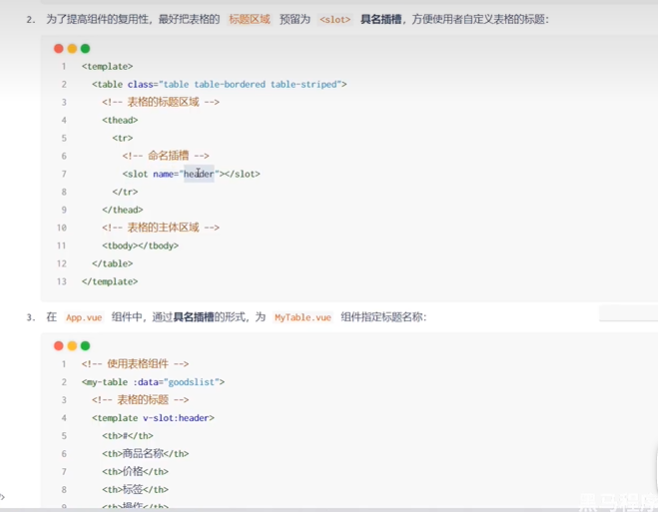 2. 为了提高组件的复用性，最好把表格的 标题区域 预留为 <slot> 具名插槽，方便使用者自定义表格的标题：
1 <template>
2 <table class="table table-bordered table-striped">
3 <!-- 表格的标题区域 -->
4 <thead>
5 <tr>
6 <!-- 命名插槽 -->
7 <slot name="header"></slot>
8 </tr>
9 </thead>
10 <!-- 表格的主体区域 -->
11 <tbody></tbody>
12 </table>
13 </template>
3. 在 App.vue 组件中，通过具名插槽的形式，为 MyTable.vue 组件指定标题名称：
1 <!-- 使用表格组件 -->
2 <my-table :data="goodslist">
3 <!-- 表格的标题 -->
4 <template v-slot:header>
5 <th>#</th>
6 <th>商品名称</th>
7 <th>价格</th>
8 <th>标签</th>
9 <th>操作</th>